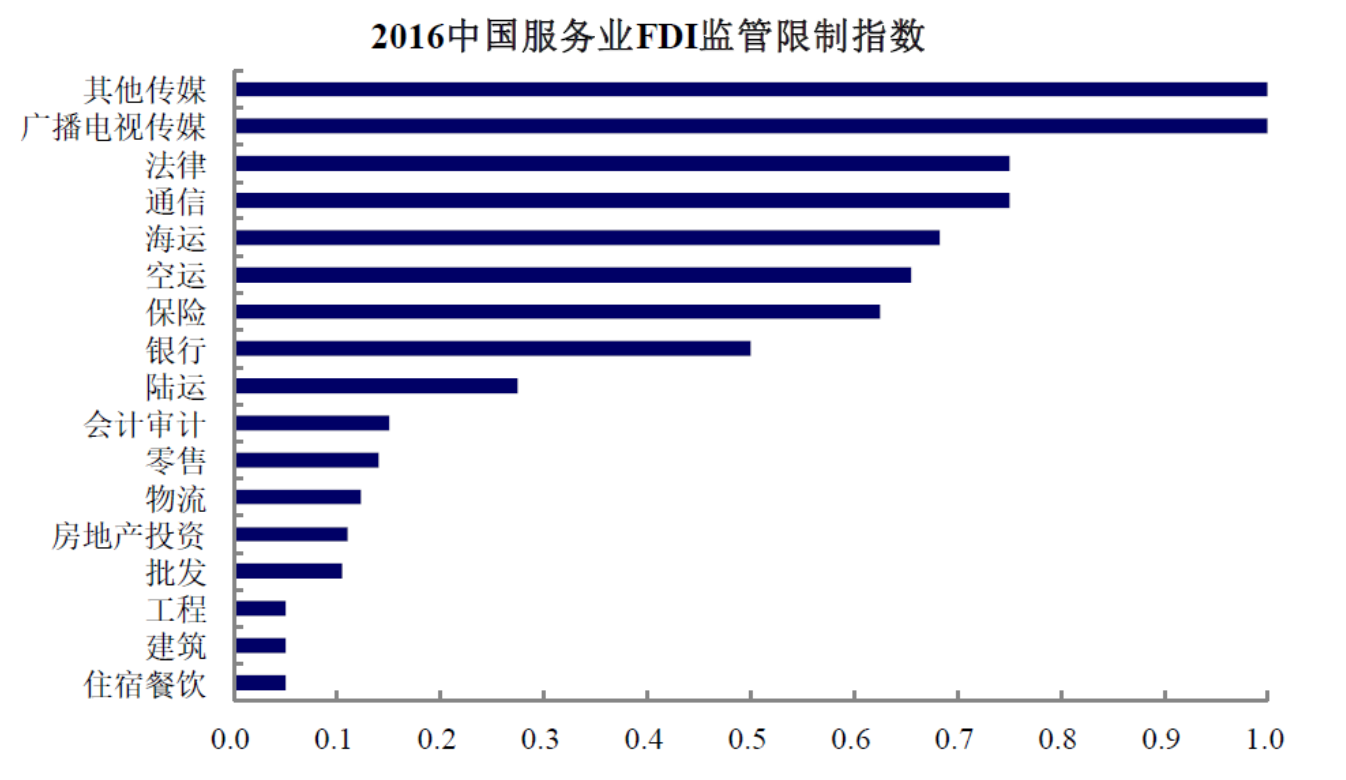 2016中国服务业FDI监管限制指数
其他传媒
广播电视传媒
法律
通信
海运
空运
保险
银行
陆运
会计审计
零售
物流
房地产投资
批发
工程
建筑
住宿餐饮
0.0 0.1 0.2 0.3 0.4 0.5 0.6 0.7 0.8 0.9 1.0